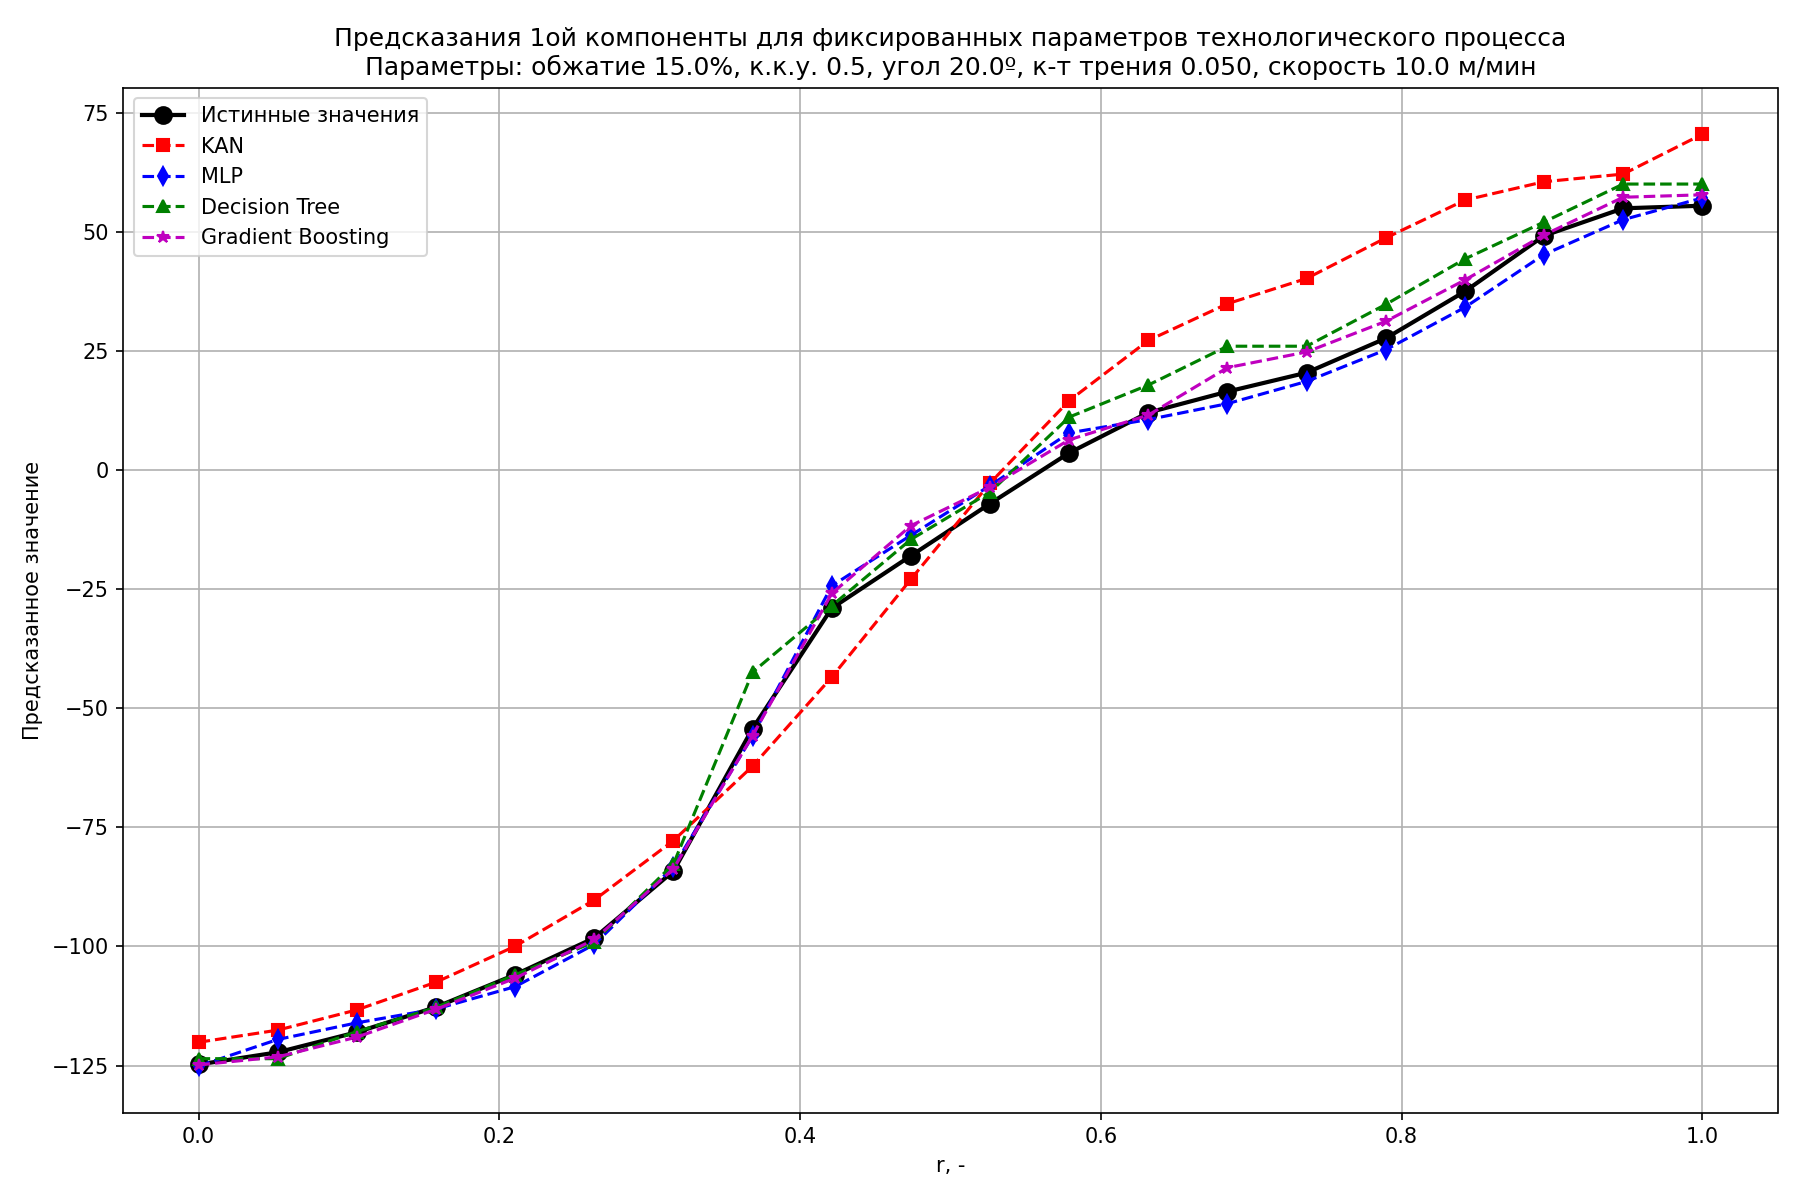 Предсказания 1ой компоненты для фиксированных параметров технологического процесса
Параметры: обжатие 15.0%, к.к.у. 0.5, угол 20.0º, к-т трения 0.050, скорость 10.0 м/мин
Истинные значения
KAN
MLP
Decision Tree
Gradient Boosting
Предсказанное значение
75
50
25
0
−25
−50
−75
−100
−125
0.0
0.2
0.4
0.6
0.8
1.0
r, -